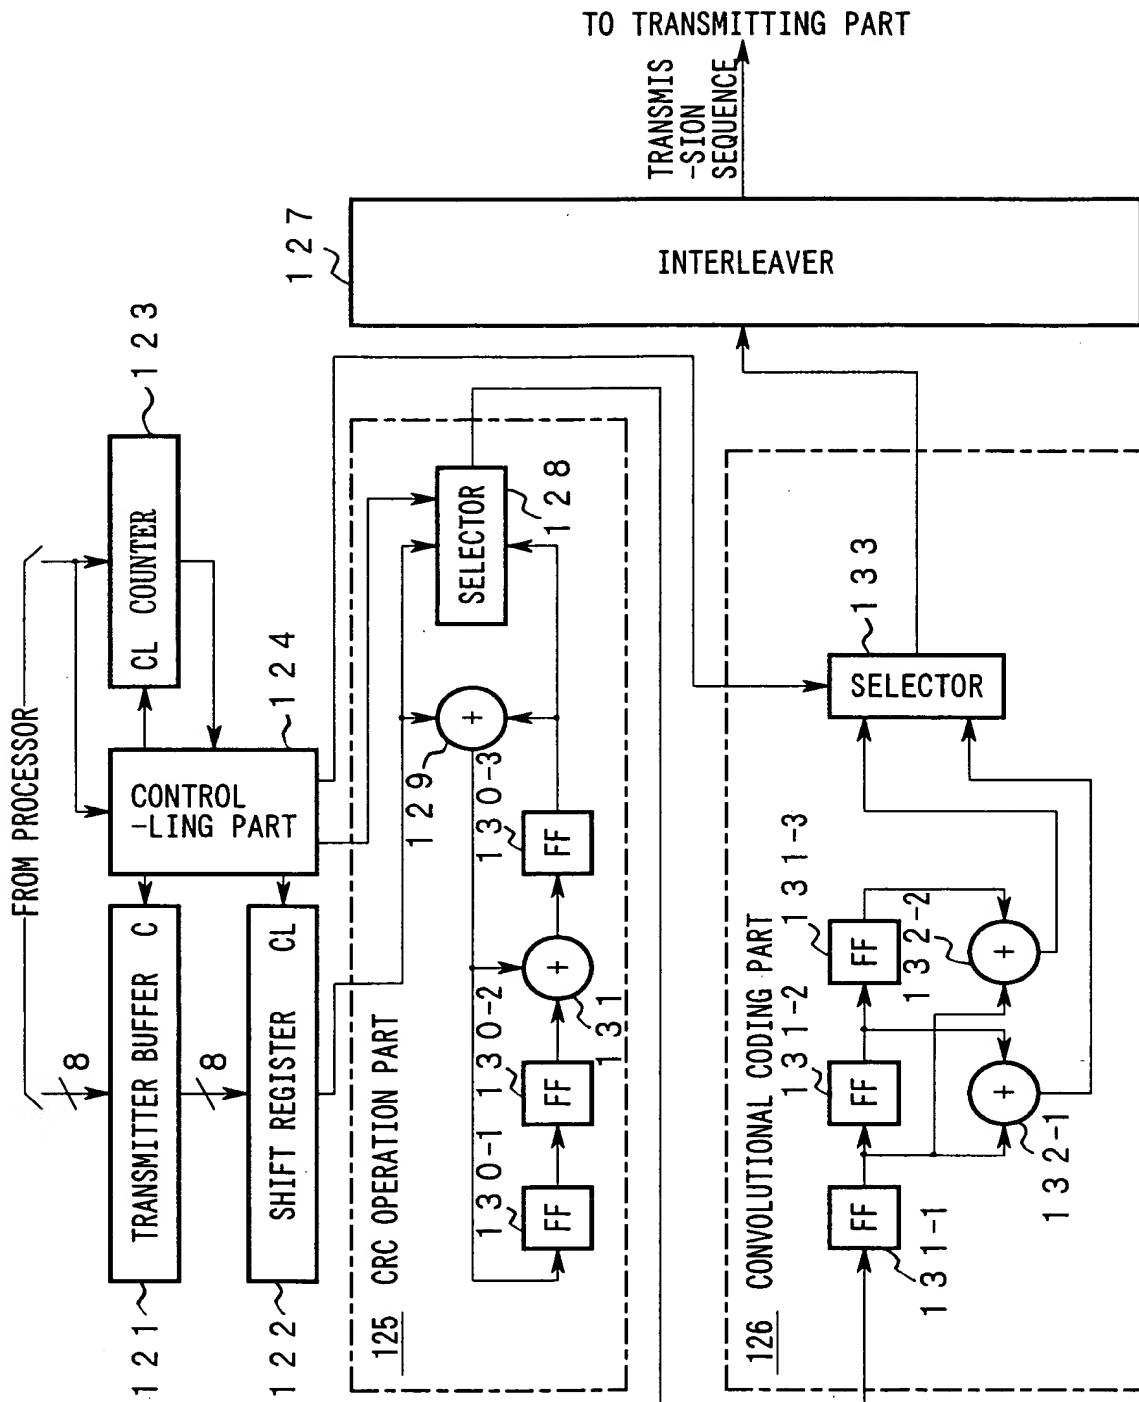 TO TRANSMITTING PART
TRANSMIS
-SION
SEQUENCE
127
INTERLEAVER
FROM PROCESSOR
123
CL COUNTER
124
CONTROL
-LING PART
8
TRANSMITTER BUFFER C
121
8
SHIFT REGISTER CL
122
125 CRC OPERATION PART
SELECTOR
128
+
129
130-3
FF
+
131
130-2
FF
130-1
FF
126 CONVOLUTIONAL CODING PART
133
SELECTOR
131-3
FF
132-2
+
131-2
FF
+
132-1
FF
131-1